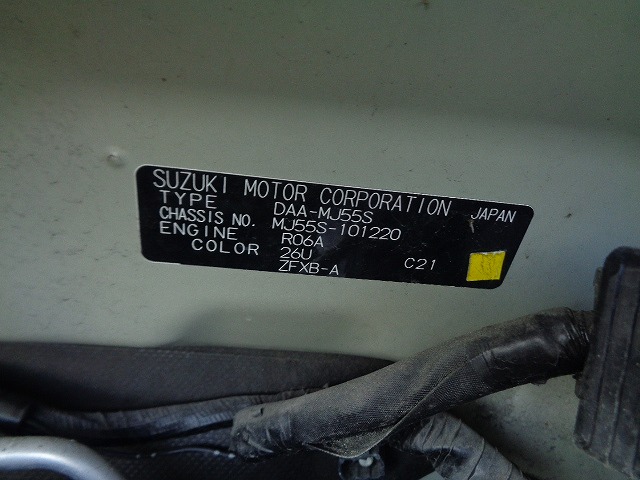 SUZUKI MOTOR CORPORATION JAPAN
TYPE DAA-MJ55S
CHASSIS NO. MJ55S-101220
ENGINE R06A
COLOR 26U
ZFXB-A C21